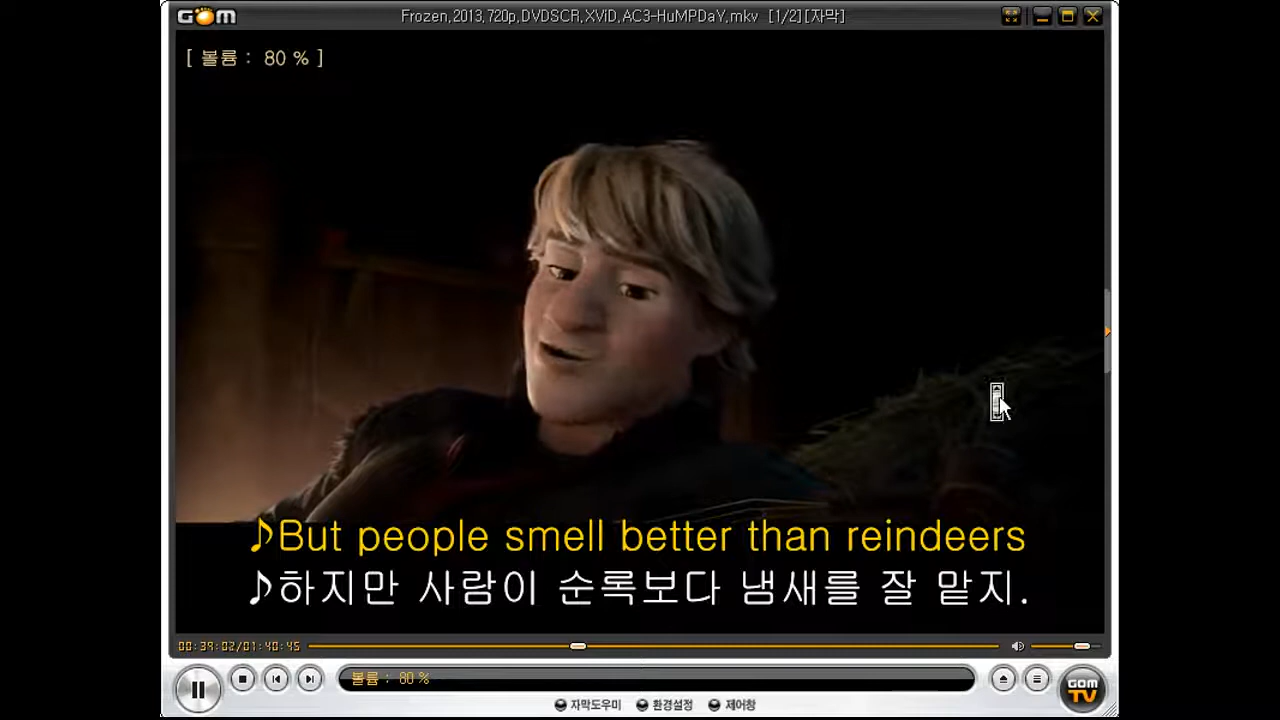 GOM
Frozen,2013,720p,DVDSCR,XViD,AC3-HuMPDaY,mkv [1/2][자막]
[ 볼륨 : 80 % ]
♪But people smell better than reindeers
♪하지만 사람이 순록보다 냄새를 잘 맡지.
00:39:02/01:40:45
볼륨 : 80 %
GOM
TV
자막도우미 환경설정 제어창